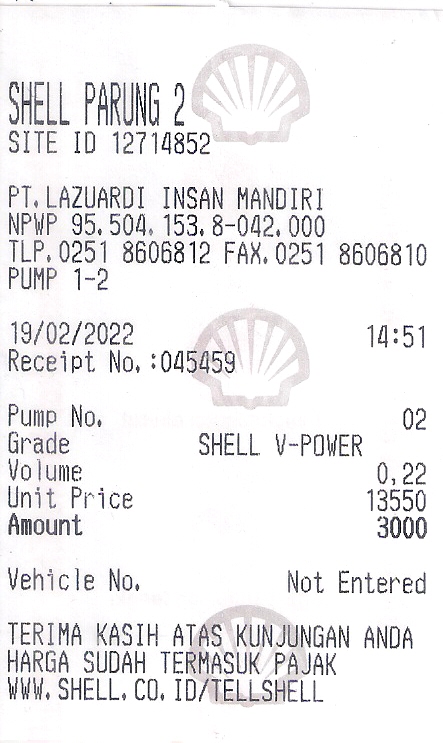 SHELL PARUNG 2
SITE ID 12714852
PT.LAZUARDI INSAN MANDIRI
NPWP 95.504.153.8-042.000
TLP.0251 8606812 FAX.0251 8606810
PUMP 1-2
19/02/2022 14:51
Receipt No.:045459
Pump No. 02
Grade SHELL V-POWER
Volume 0,22
Unit Price 13550
Amount 3000
Vehicle No. Not Entered
TERIMA KASIH ATAS KUNJUNGAN ANDA
HARGA SUDAH TERMASUK PAJAK
WWW.SHELL.CO.ID/TELLSHELL